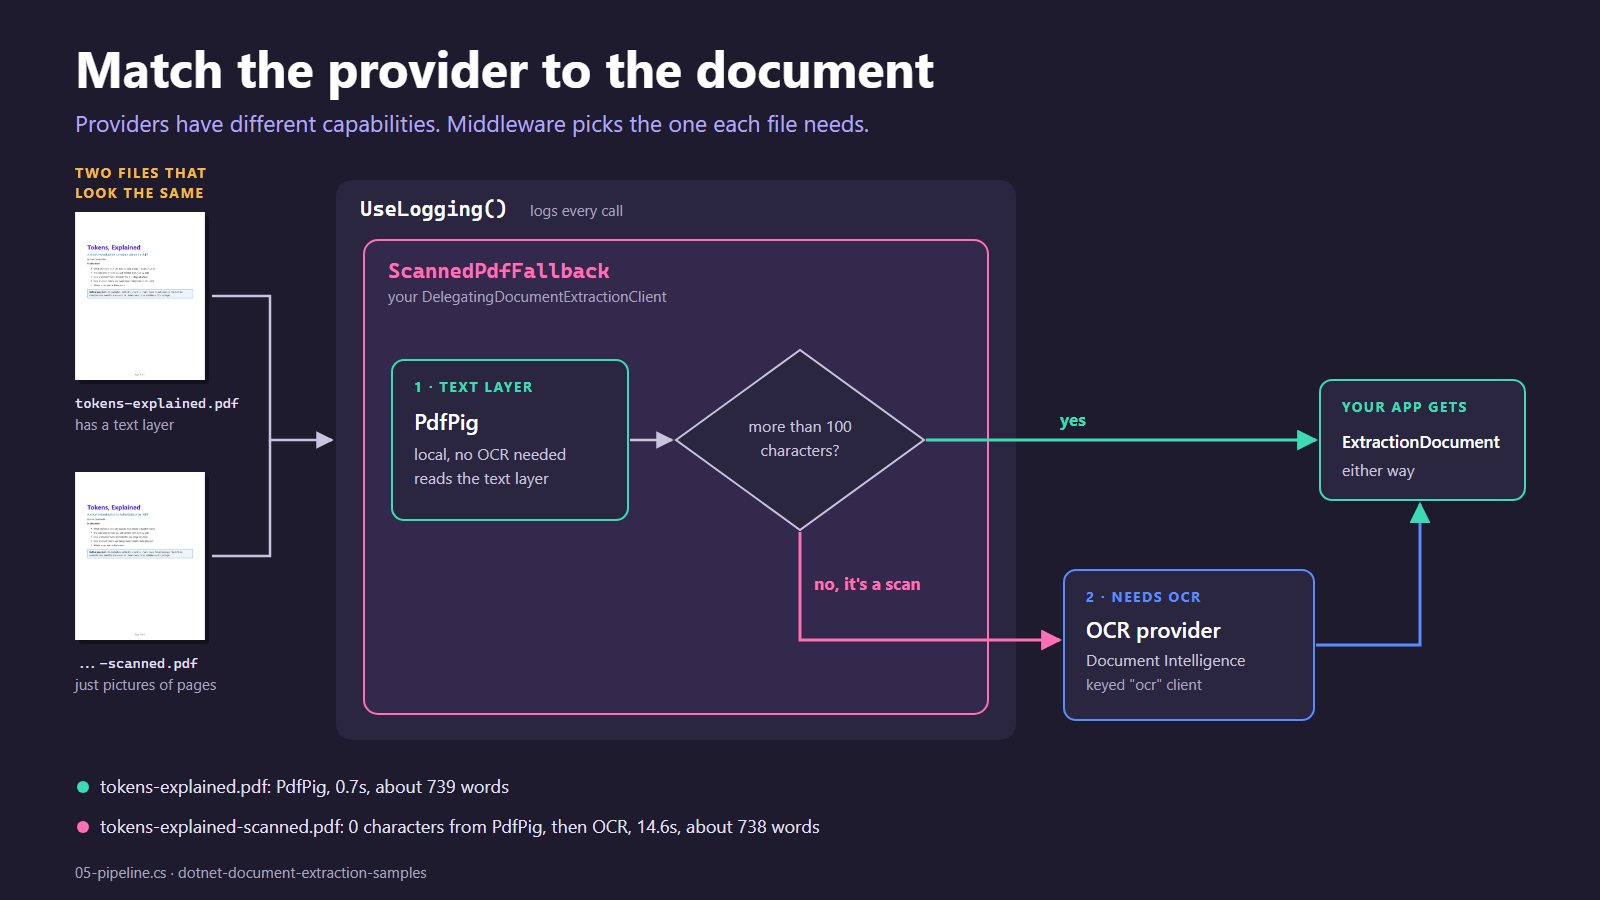 Match the provider to the document
Providers have different capabilities. Middleware picks the one each file needs.
TWO FILES THAT
LOOK THE SAME
Tokens, Explained
tokens-explained.pdf
has a text layer
Tokens, Explained
...-scanned.pdf
just pictures of pages
UseLogging() logs every call
ScannedPdfFallback
your DelegatingDocumentExtractionClient
1 · TEXT LAYER
PdfPig
local, no OCR needed
reads the text layer
more than 100
characters?
yes
no, it's a scan
YOUR APP GETS
ExtractionDocument
either way
2 · NEEDS OCR
OCR provider
Document Intelligence
keyed "ocr" client
tokens-explained.pdf: PdfPig, 0.7s, about 739 words
tokens-explained-scanned.pdf: 0 characters from PdfPig, then OCR, 14.6s, about 738 words
05-pipeline.cs · dotnet-document-extraction-samples